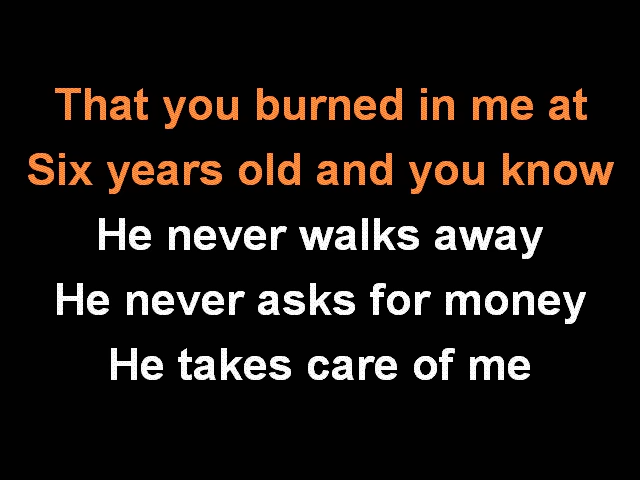 That you burned in me at
Six years old and you know
He never walks away
He never asks for money
He takes care of me